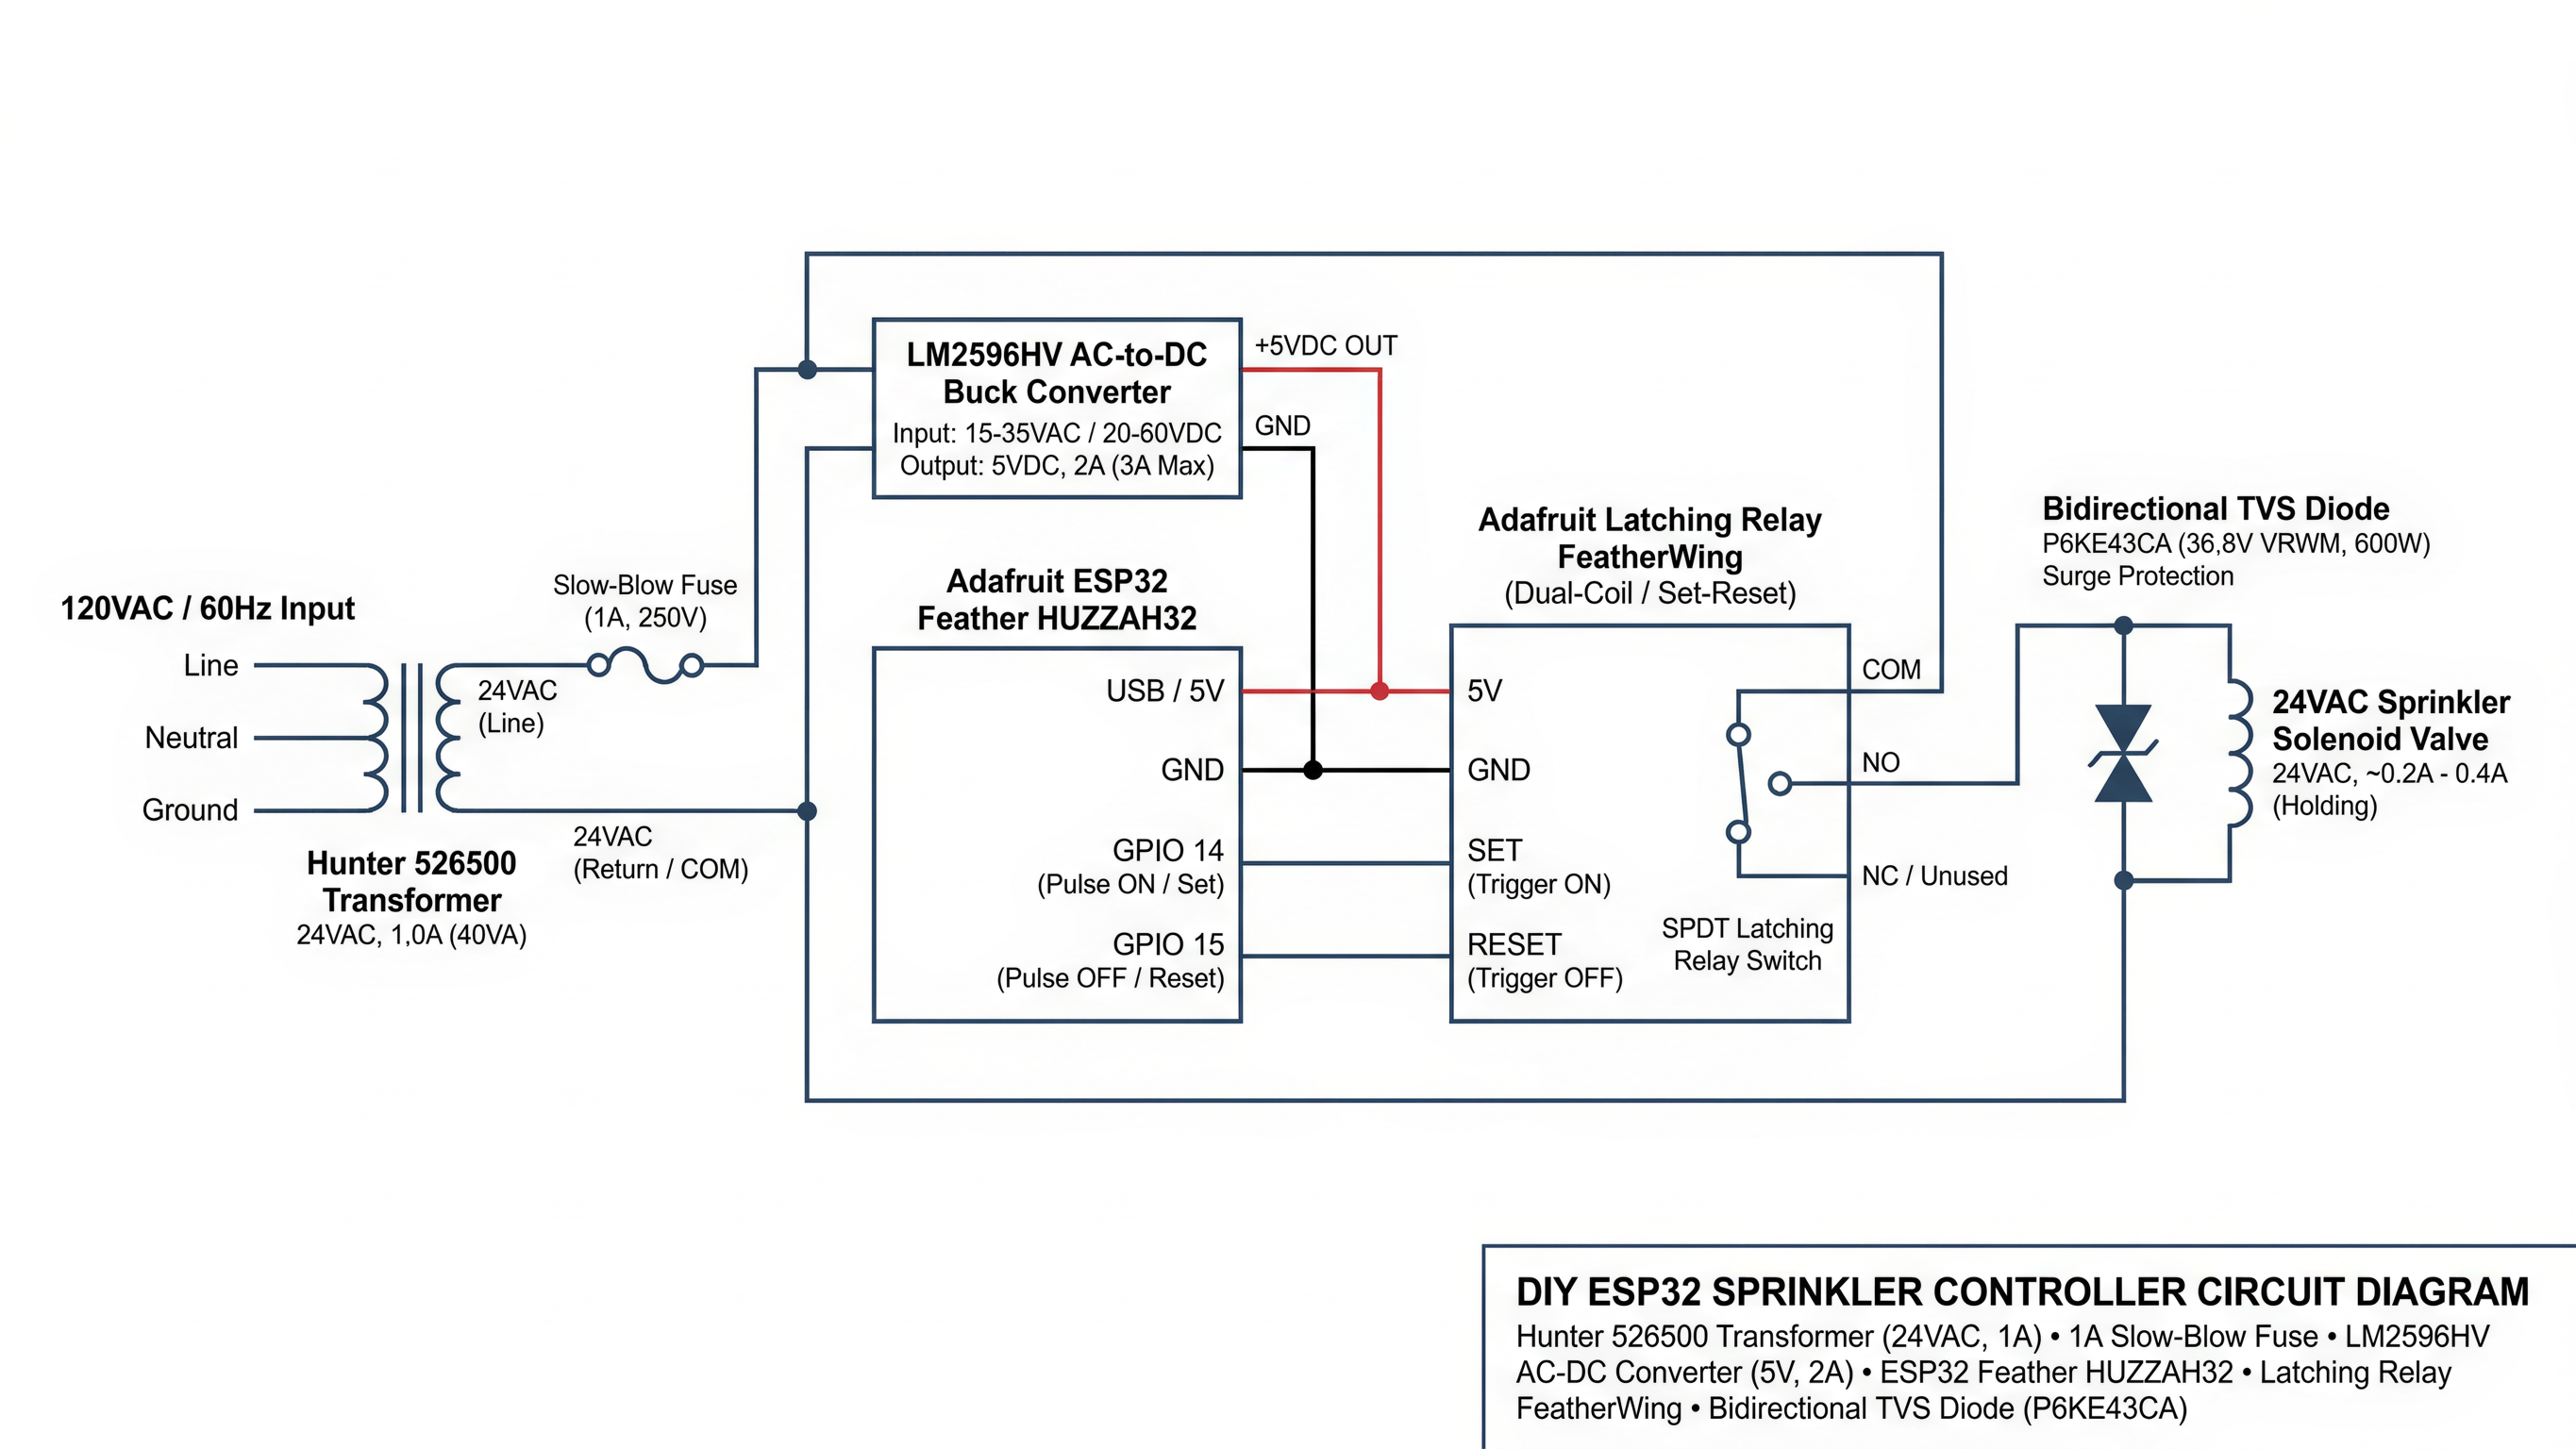 LM2596HV AC-to-DC
Buck Converter
Input: 15-35VAC / 20-60VDC
Output: 5VDC, 2A (3A Max)
+5VDC OUT
GND
120VAC / 60Hz Input
Line
Neutral
Ground
Hunter 526500
Transformer
24VAC, 1,0A (40VA)
24VAC
(Line)
24VAC
(Return / COM)
Slow-Blow Fuse
(1A, 250V)
Adafruit ESP32
Feather HUZZAH32
USB / 5V
GND
GPIO 14
(Pulse ON / Set)
GPIO 15
(Pulse OFF / Reset)
Adafruit Latching Relay
FeatherWing
(Dual-Coil / Set-Reset)
5V
GND
SET
(Trigger ON)
RESET
(Trigger OFF)
COM
NO
NC / Unused
SPDT Latching
Relay Switch
Bidirectional TVS Diode
P6KE43CA (36,8V VRWM, 600W)
Surge Protection
24VAC Sprinkler
Solenoid Valve
24VAC, ~0.2A - 0.4A
(Holding)
DIY ESP32 SPRINKLER CONTROLLER CIRCUIT DIAGRAM
Hunter 526500 Transformer (24VAC, 1A) • 1A Slow-Blow Fuse • LM2596HV
AC-DC Converter (5V, 2A) • ESP32 Feather HUZZAH32 • Latching Relay
FeatherWing • Bidirectional TVS Diode (P6KE43CA)